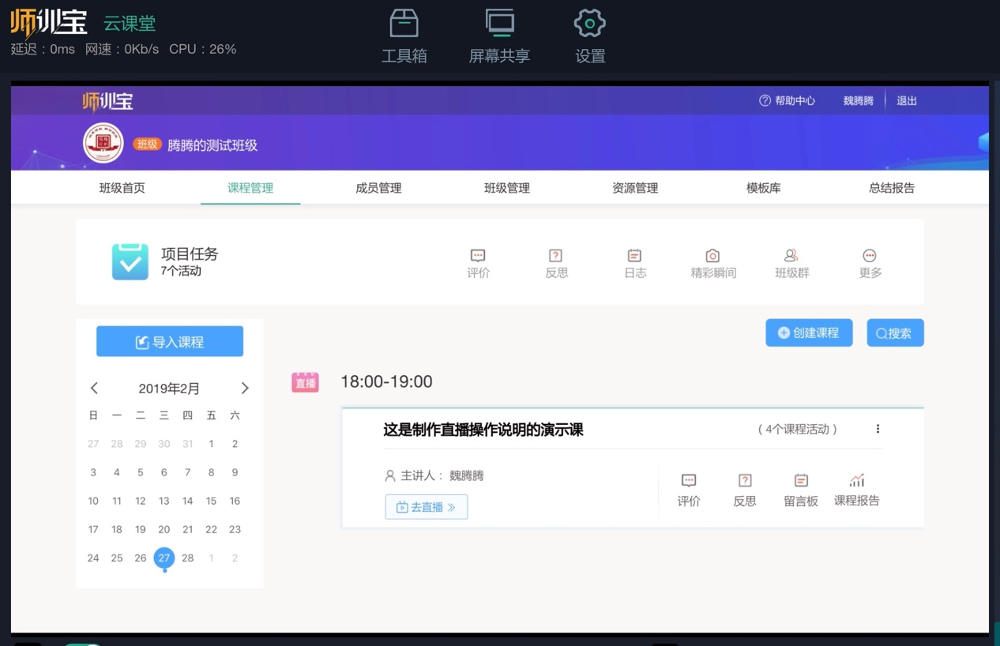 师训宝 云课堂
延迟：0ms 网速：0Kb/s CPU：26%
工具箱 屏幕共享 设置
师训宝 帮助中心 魏腾腾 退出
班级 腾腾的测试班级
班级首页 课程管理 成员管理 班级管理 资源管理 模板库 总结报告
项目任务
7个活动
评价 反思 日志 精彩瞬间 班级群 更多
导入课程 创建课程 搜索
2019年2月
日 一 二 三 四 五 六
27 28 29 30 31 1 2
3 4 5 6 7 8 9
10 11 12 13 14 15 16
17 18 19 20 21 22 23
24 25 26 27 28 1 2
直播 18:00-19:00
这是制作直播操作说明的演示课 （4个课程活动）
主讲人： 魏腾腾
去直播
评价 反思 留言板 课程报告